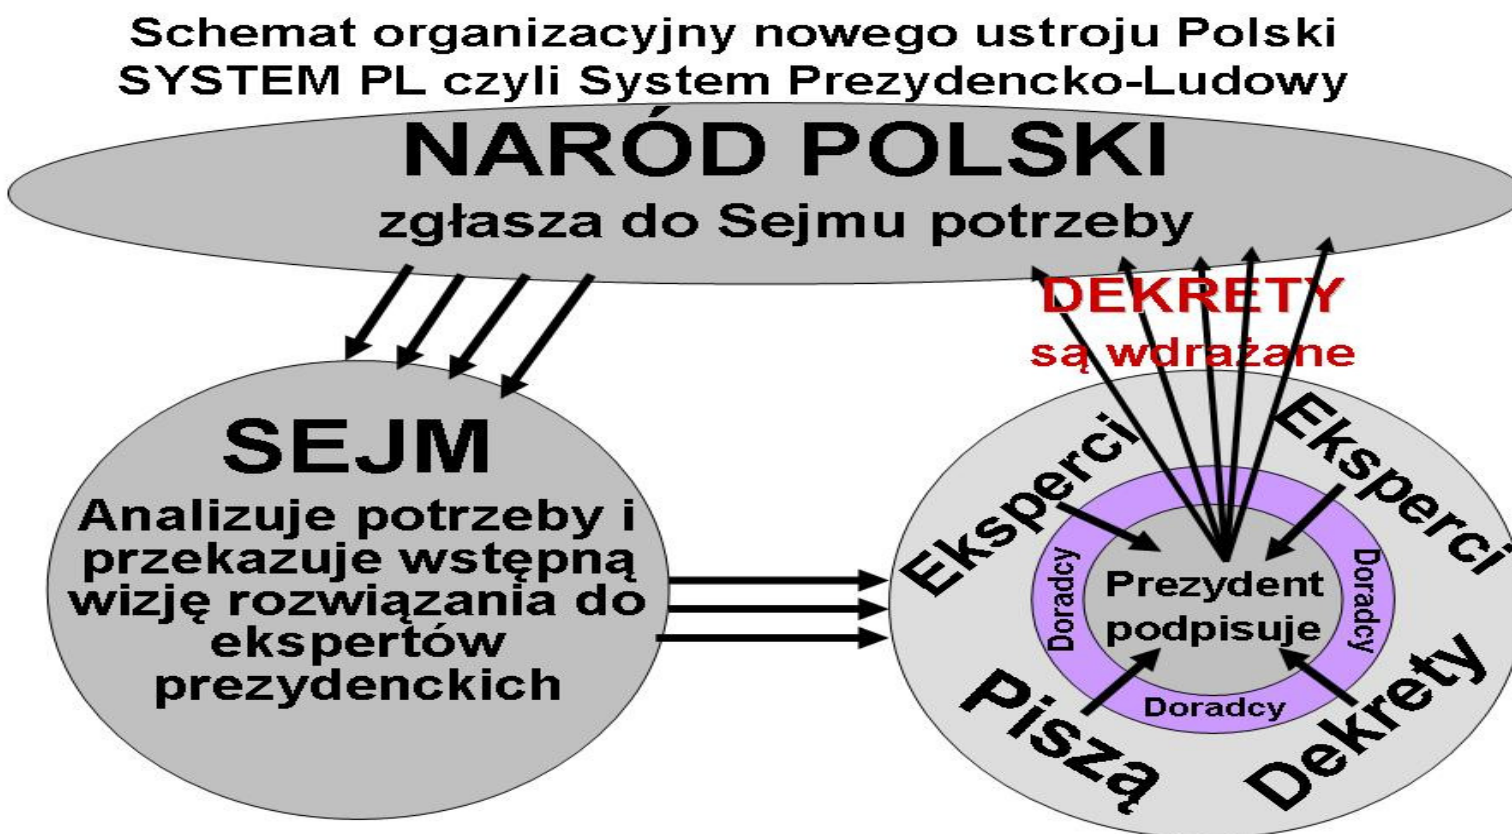 Schemat organizacyjny nowego ustroju Polski
SYSTEM PL czyli System Prezydencko-Ludowy
NARÓD POLSKI
zgłasza do Sejmu potrzeby
DEKRETY
są wdrażane
SEJM
Analizuje potrzeby i
przekazuje wstępną
wizję rozwiązania do
ekspertów
prezydenckich
Eksperci
Eksperci
Piszą
Dekrety
Doradcy
Doradcy
Doradcy
Prezydent
podpisuje